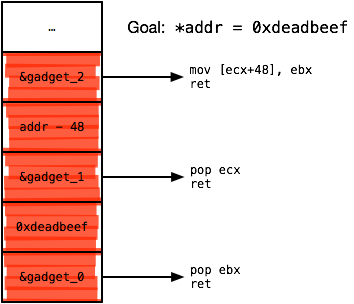 …
Goal: *addr = 0xdeadbeef
&gadget_2
mov [ecx+48], ebx
ret
addr – 48
&gadget_1
pop ecx
ret
0xdeadbeef
&gadget_0
pop ebx
ret